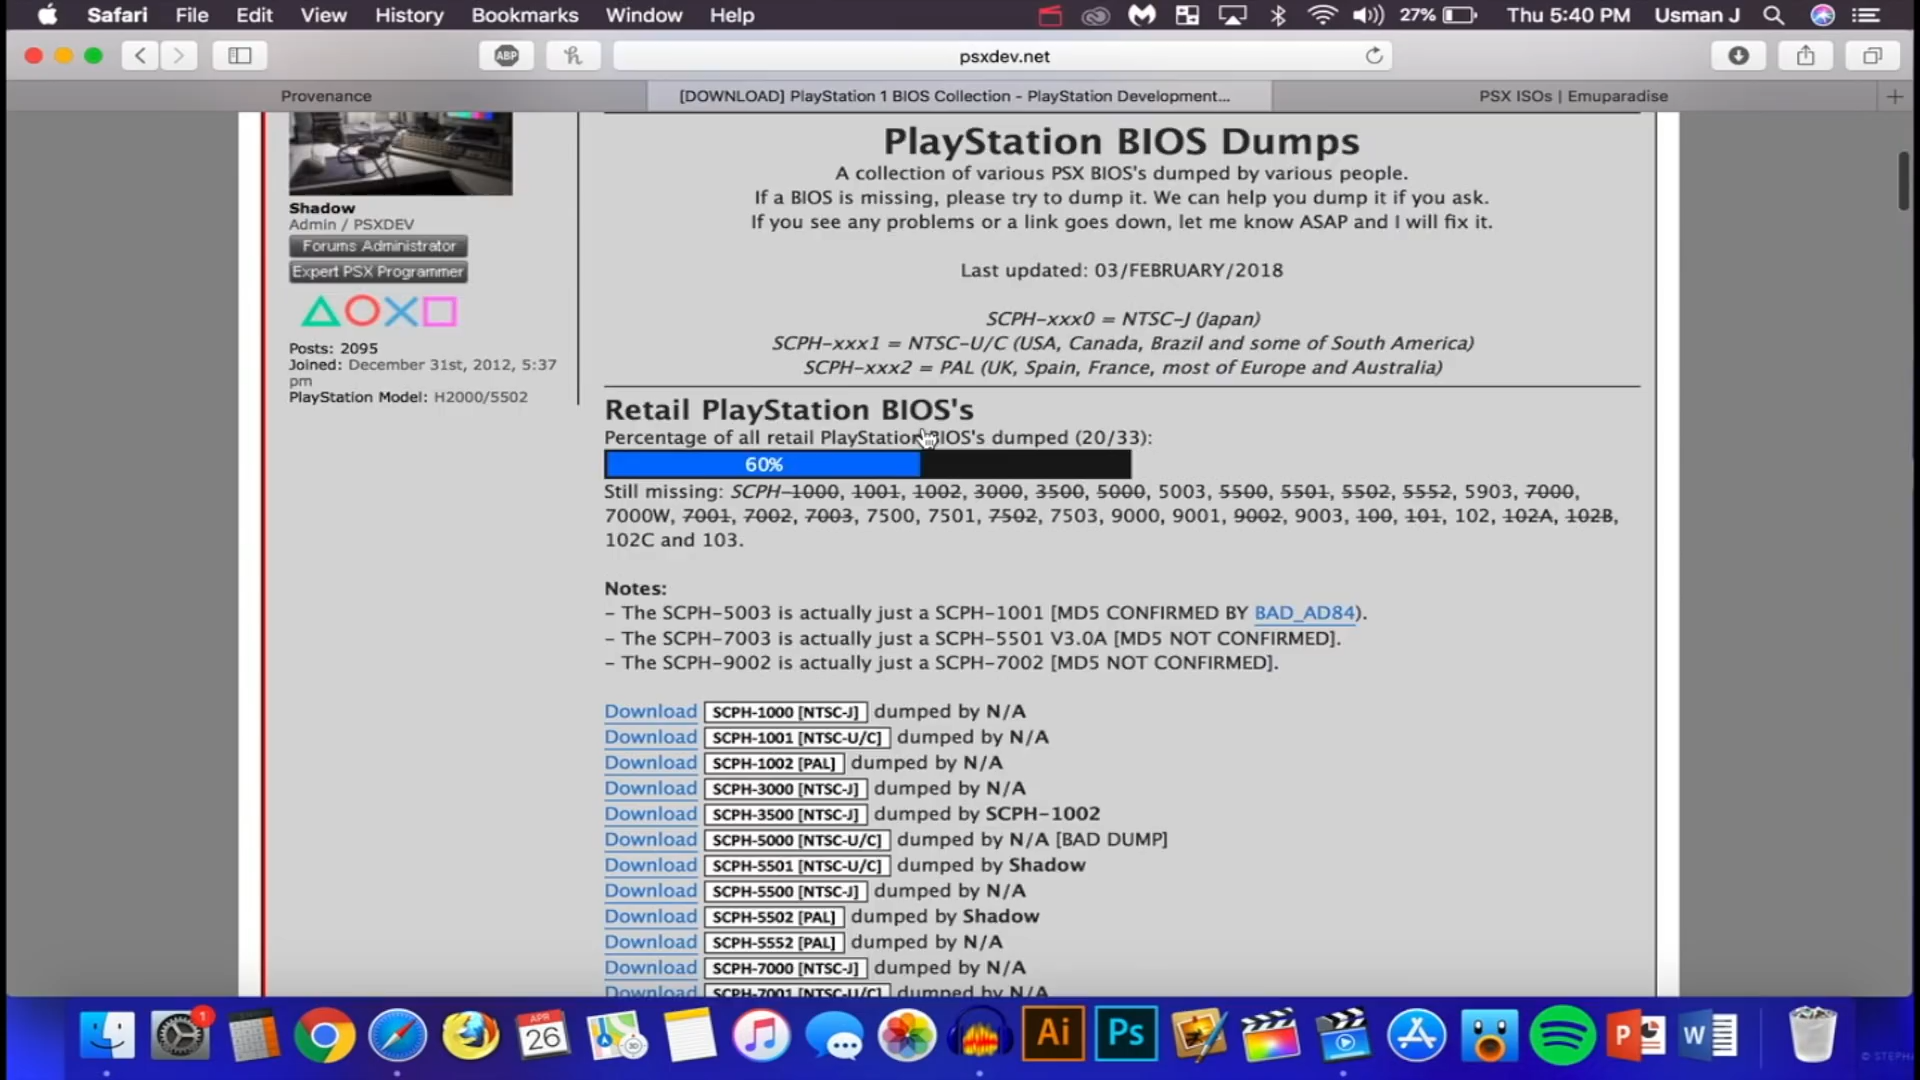 Safari File Edit View History Bookmarks Window Help 27% Thu 5:40 PM Usman J
ABP psxdev.net
Provenance [DOWNLOAD] PlayStation 1 BIOS Collection - PlayStation Development... PSX ISOs | Emuparadise
Shadow
Admin / PSXDEV
Forums Administrator
Expert PSX Programmer
Posts: 2095
Joined: December 31st, 2012, 5:37
pm
PlayStation Model: H2000/5502
PlayStation BIOS Dumps
A collection of various PSX BIOS's dumped by various people.
If a BIOS is missing, please try to dump it. We can help you dump it if you ask.
If you see any problems or a link goes down, let me know ASAP and I will fix it.
Last updated: 03/FEBRUARY/2018
SCPH-xxx0 = NTSC-J (Japan)
SCPH-xxx1 = NTSC-U/C (USA, Canada, Brazil and some of South America)
SCPH-xxx2 = PAL (UK, Spain, France, most of Europe and Australia)
Retail PlayStation BIOS's
Percentage of all retail PlayStation BIOS's dumped (20/33):
60%
Still missing: SCPH-1000, 1001, 1002, 3000, 3500, 5000, 5003, 5500, 5501, 5502, 5552, 5903, 7000,
7000W, 7001, 7002, 7003, 7500, 7501, 7502, 7503, 9000, 9001, 9002, 9003, 100, 101, 102, 102A, 102B,
102C and 103.
Notes:
- The SCPH-5003 is actually just a SCPH-1001 [MD5 CONFIRMED BY BAD_AD84).
- The SCPH-7003 is actually just a SCPH-5501 V3.0A [MD5 NOT CONFIRMED].
- The SCPH-9002 is actually just a SCPH-7002 [MD5 NOT CONFIRMED].
Download SCPH-1000 [NTSC-J] dumped by N/A
Download SCPH-1001 [NTSC-U/C] dumped by N/A
Download SCPH-1002 [PAL] dumped by N/A
Download SCPH-3000 [NTSC-J] dumped by N/A
Download SCPH-3500 [NTSC-J] dumped by SCPH-1002
Download SCPH-5000 [NTSC-U/C] dumped by N/A [BAD DUMP]
Download SCPH-5501 [NTSC-U/C] dumped by Shadow
Download SCPH-5500 [NTSC-J] dumped by N/A
Download SCPH-5502 [PAL] dumped by Shadow
Download SCPH-5552 [PAL] dumped by N/A
Download SCPH-7000 [NTSC-J] dumped by N/A
Download SCPH-7001 [NTSC-U/C] dumped by N/A
1 APR
26 3D Ai Ps P W